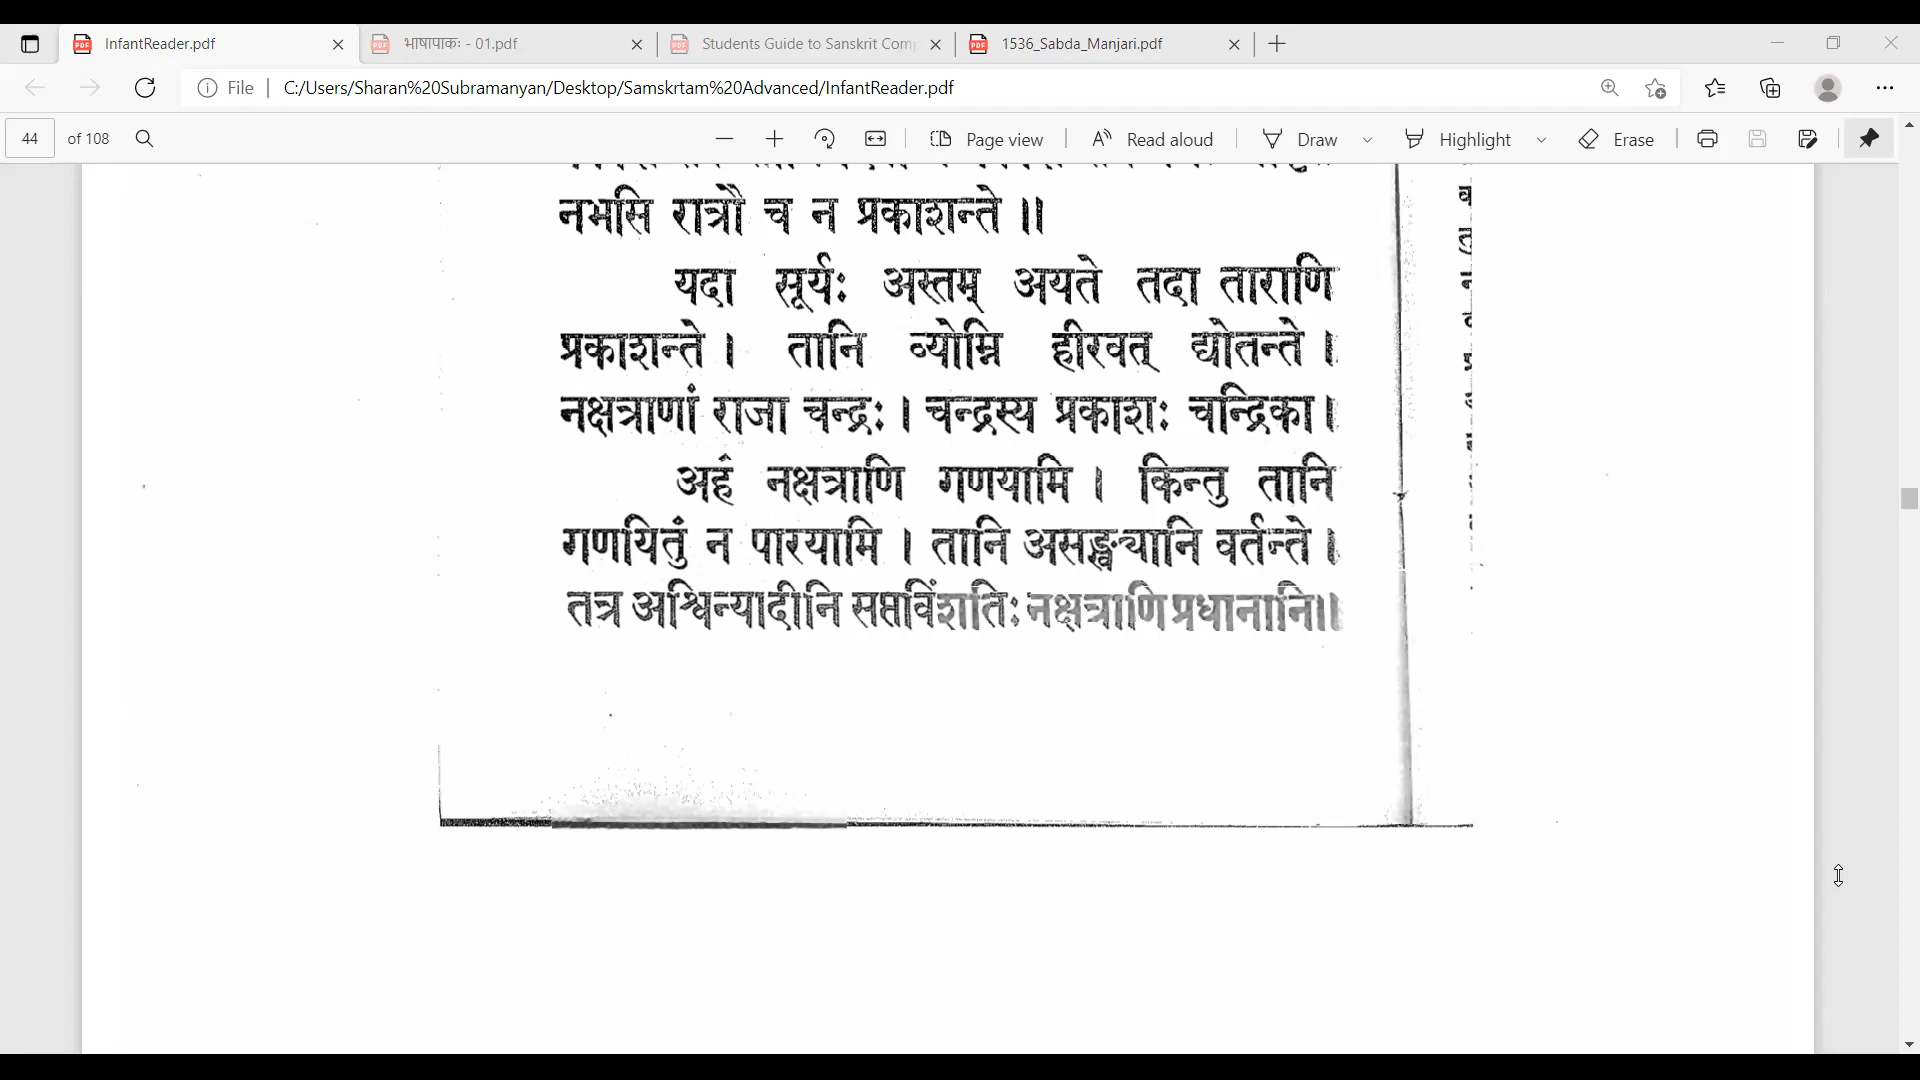 InfantReader.pdf
भाषापाकः - 01.pdf
Students Guide to Sanskrit Com
1536_Sabda_Manjari.pdf
File
C:/Users/Sharan%20Subramanyan/Desktop/Samskrtam%20Advanced/InfantReader.pdf
44 of 108
Page view
Read aloud
Draw
Highlight
Erase
नभसि रात्रौ च न प्रकाशन्ते ॥
यदा सूर्यः अस्तम् अयते तदा ताराणि
प्रकाशन्ते । तानि व्योम्नि हीरवत् द्योतन्ते ।
नक्षत्राणां राजा चन्द्रः । चन्द्रस्य प्रकाशः चन्द्रिका ।
अहं नक्षत्राणि गणयामि । किन्तु तानि
गणयितुं न पारयामि । तानि असङ्ख्यानि वर्तन्ते ।
तत्र अश्विन्यादीनि सप्तविंशतिः नक्षत्राणि प्रधानानि ॥